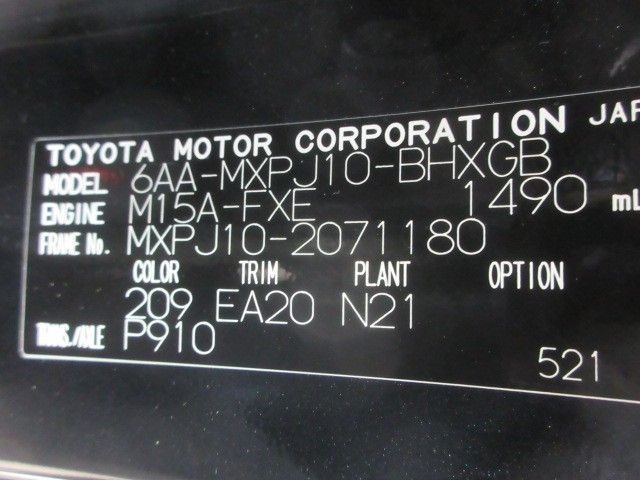 TOYOTA MOTOR CORPORATION JAP
MODEL 6AA-MXPJ10-BHXGB
ENGINE M15A-FXE 1490 mL
FRAME No. MXPJ10-2071180
COLOR TRIM PLANT OPTION
209 EA20 N21
TRANS./AXLE P910
521